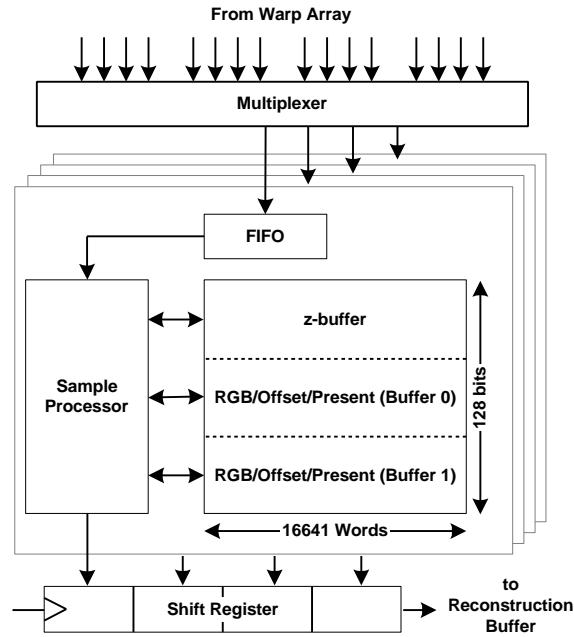 From Warp Array
Multiplexer
FIFO
z-buffer
Sample
Processor
RGB/Offset/Present (Buffer 0)
RGB/Offset/Present (Buffer 1)
128 bits
16641 Words
Shift Register
to
Reconstruction
Buffer